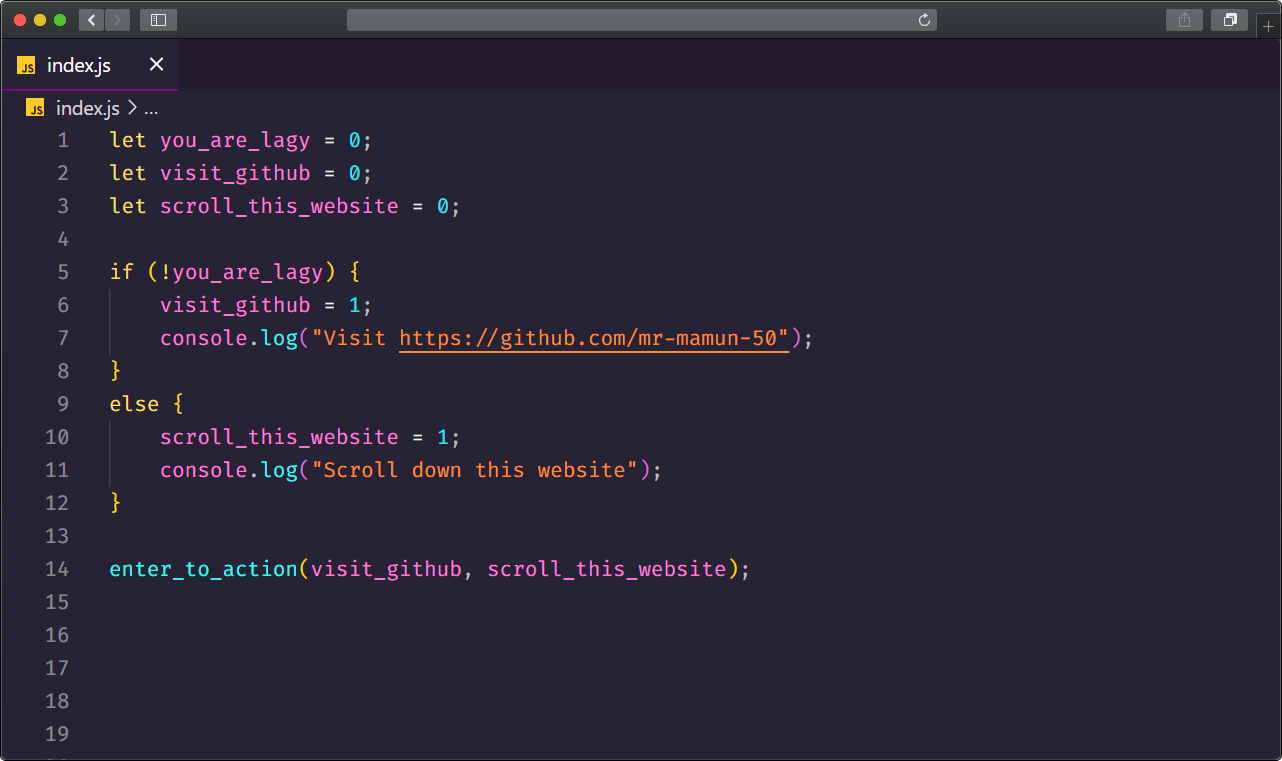 JS index.js
JS index.js > ...
1 let you_are_lagy = 0;
2 let visit_github = 0;
3 let scroll_this_website = 0;
4
5 if (!you_are_lagy) {
6     visit_github = 1;
7     console.log("Visit https://github.com/mr-mamun-50");
8 }
9 else {
10     scroll_this_website = 1;
11     console.log("Scroll down this website");
12 }
13
14 enter_to_action(visit_github, scroll_this_website);
15
16
17
18
19